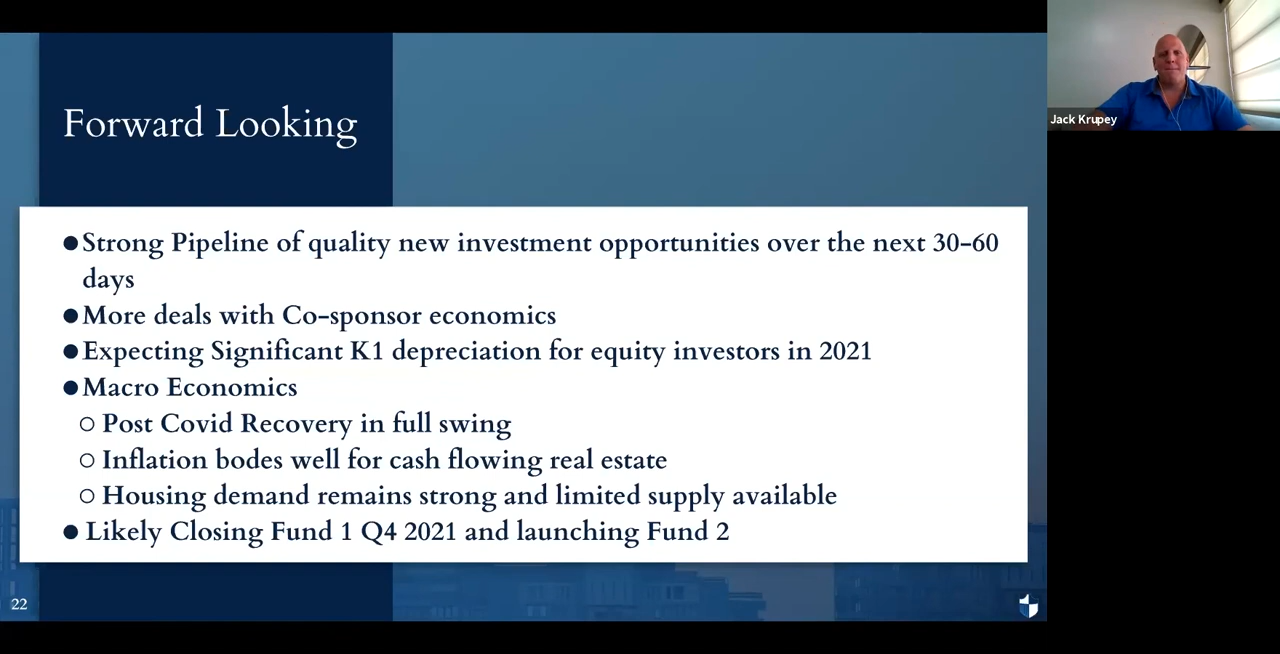 Forward Looking
●Strong Pipeline of quality new investment opportunities over the next 30-60
days
●More deals with Co-sponsor economics
●Expecting Significant K1 depreciation for equity investors in 2021
●Macro Economics
○ Post Covid Recovery in full swing
○ Inflation bodes well for cash flowing real estate
○ Housing demand remains strong and limited supply available
● Likely Closing Fund 1 Q4 2021 and launching Fund 2
22
Jack Krupey